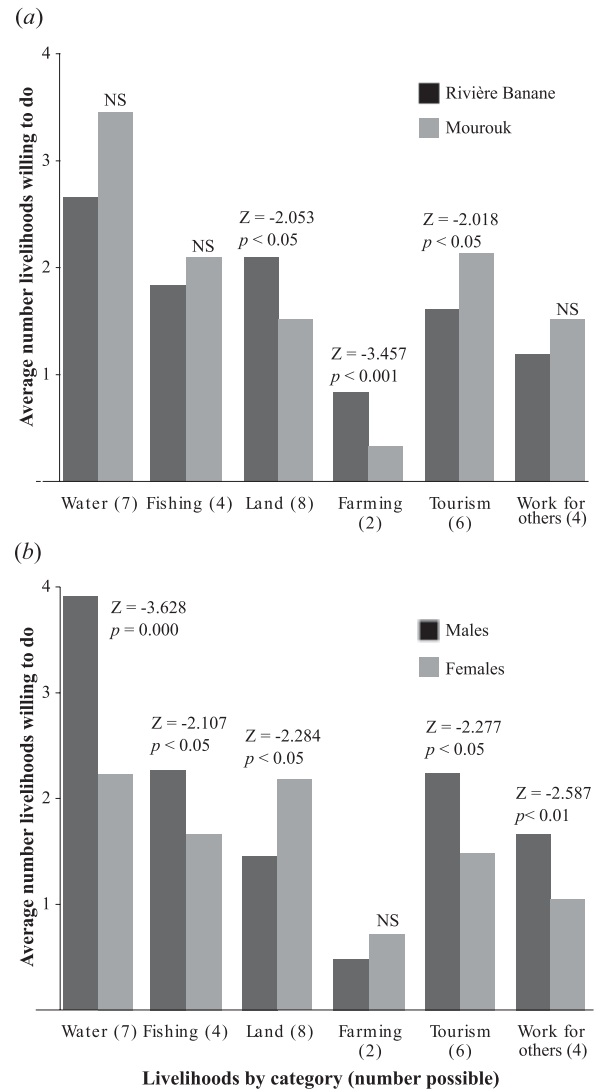 (a)
Average number livelihoods willing to do
4
3
2
1
NS
NS
Z = -2.053
p < 0.05
Z = -3.457
p < 0.001
Z = -2.018
p < 0.05
NS
Rivière Banane
Mourouk
Water (7) Fishing (4) Land (8) Farming (2) Tourism (6) Work for others (4)
(b)
Average number livelihoods willing to do
4
3
2
1
Z = -3.628
p = 0.000
Z = -2.107
p < 0.05
Z = -2.284
p < 0.05
NS
Z = -2.277
p < 0.05
Z = -2.587
p< 0.01
Males
Females
Water (7) Fishing (4) Land (8) Farming (2) Tourism (6) Work for others (4)
Livelihoods by category (number possible)